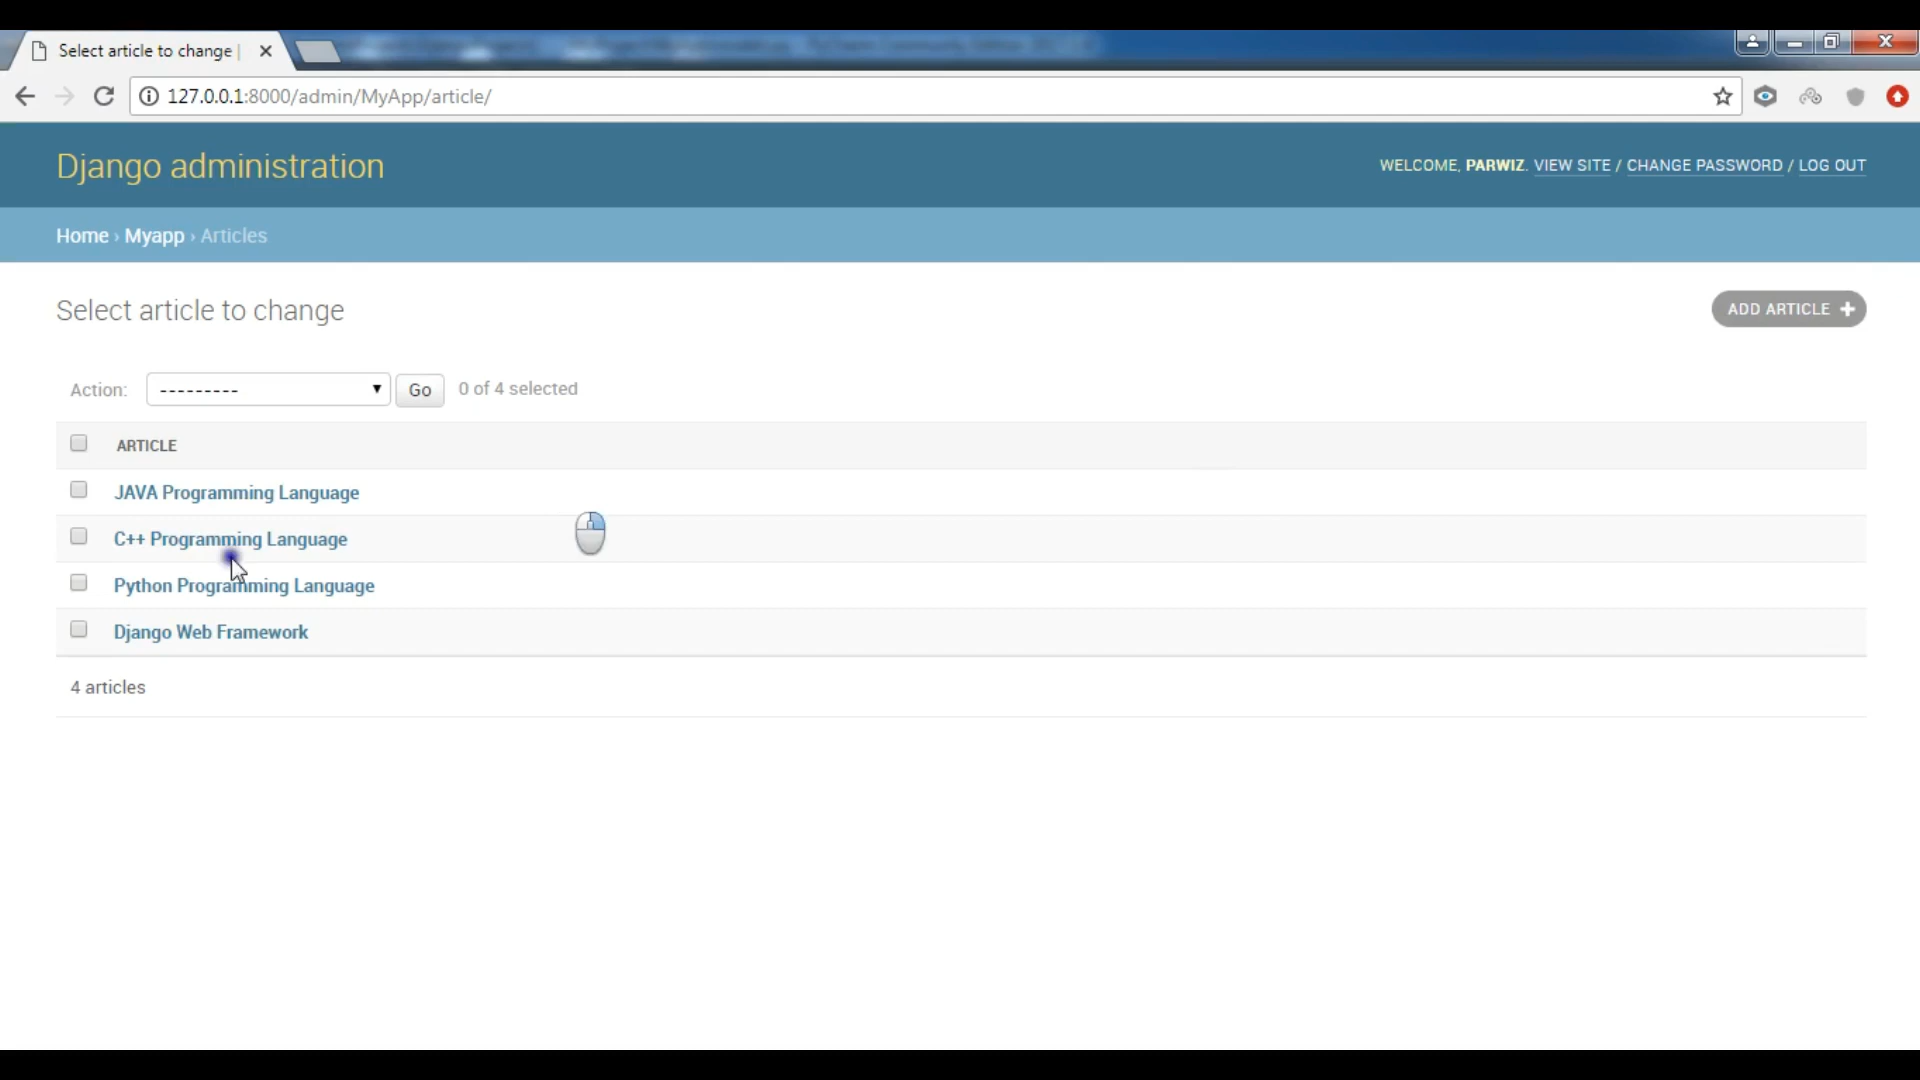 Select article to change |
127.0.0.1:8000/admin/MyApp/article/
Django administration
WELCOME, PARWIZ. VIEW SITE / CHANGE PASSWORD / LOG OUT
Home › Myapp › Articles
Select article to change
ADD ARTICLE +
Action: --------- Go 0 of 4 selected
ARTICLE
JAVA Programming Language
C++ Programming Language
Python Programming Language
Django Web Framework
4 articles